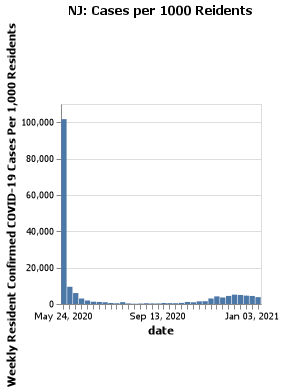 NJ: Cases per 1000 Reidents
Weekly Resident Confirmed COVID-19 Cases Per 1,000 Residents
100,000
80,000
60,000
40,000
20,000
0
May 24, 2020
Sep 13, 2020
Jan 03, 2021
date